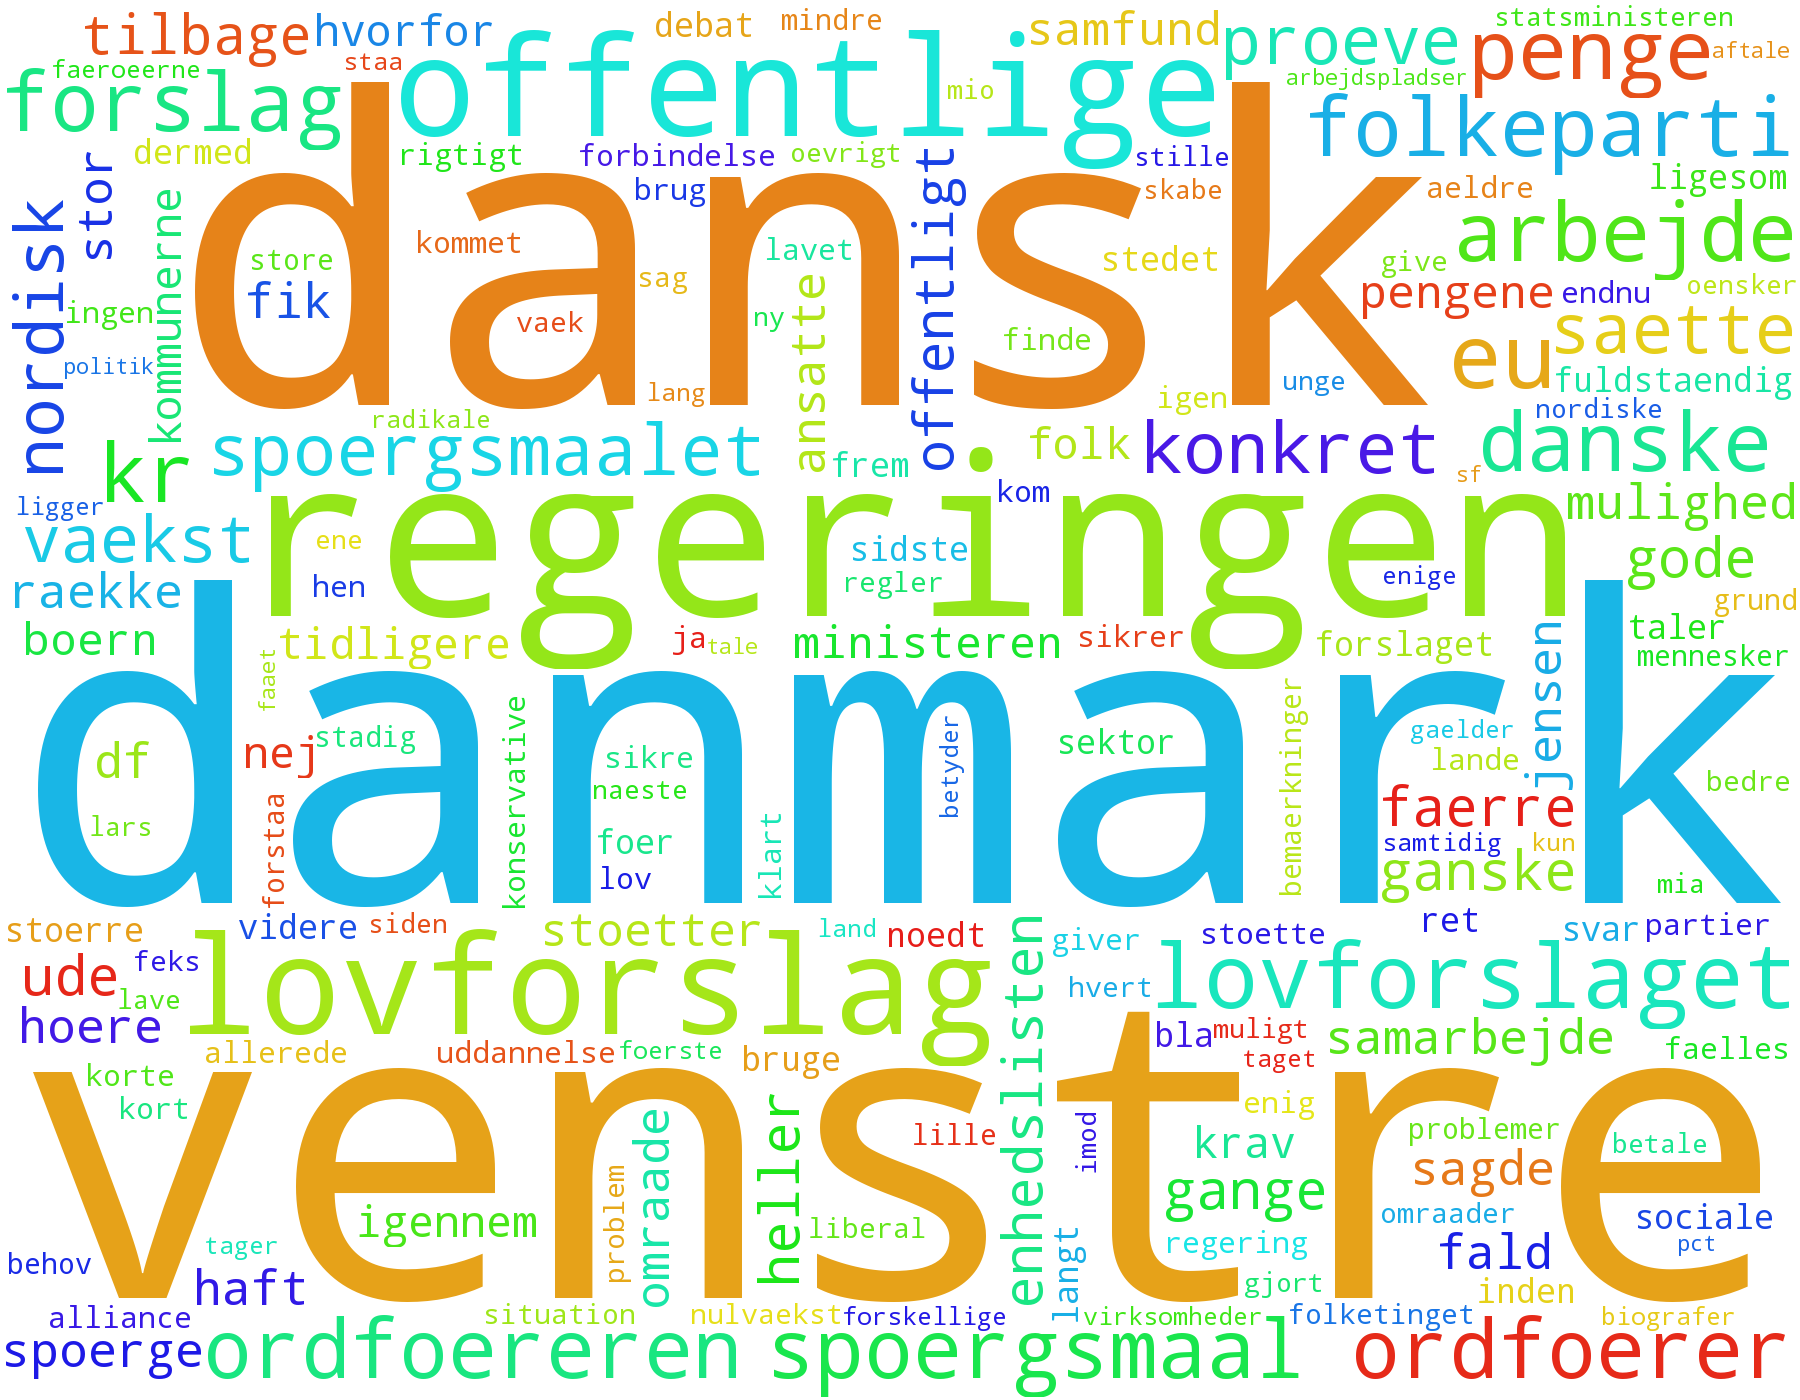 tilbage
hvorfor
debat
mindre
samfund
proeve
statsministeren
penge
aftale
faeroeerne
staa
offentlige
mio
arbejdspladser
forslag
folkeparti
dermed
rigtigt
forbindelse
oevrigt
stille
ligesom
stor
brug
skabe
aeldre
nordisk
kommunerne
dansk
offentligt
arbejde
store
kommet
lavet
stedet
give
fik
sag
ansatte
pengene
endnu
oensker
ingen
vaek
ny
finde
eu
saette
politik
lang
igen
unge
fuldstaendig
radikale
nordiske
kr
spoergsmaalet
frem
folk
konkret
danske
sf
ligger
kom
mulighed
vaekst
regeringen
ene
sidste
gode
raekke
hen
regler
enige
grund
boern
tidligere
ja
tale
ministeren
sikrer
forslaget
jensen
taler
mennesker
faaet
danmark
df
nej
stadig
konservative
sikre
betyder
sektor
bemaerkninger
gaelder
lande
bedre
naeste
lars
forstaa
foer
klart
faerre
samtidig
kun
lov
ganske
mia
stoerre
videre
siden
stoetter
land
noedt
enhedslisten
giver
stoette
ret
svar
partier
ude
feks
lovforslag
hvert
lovforslaget
lave
hoere
bla
muligt
samarbejde
faelles
allerede
uddannelse
foerste
bruge
taget
korte
kort
venstre
heller
omraade
lille
imod
enig
krav
problemer
betale
problem
gange
sagde
igennem
liberal
omraader
sociale
behov
tager
langt
regering
fald
pct
haft
gjort
inden
alliance
situation
nulvaekst
forskellige
virksomheder
folketinget
biografer
spoerge
ordfoereren
spoergsmaal
ordfoerer